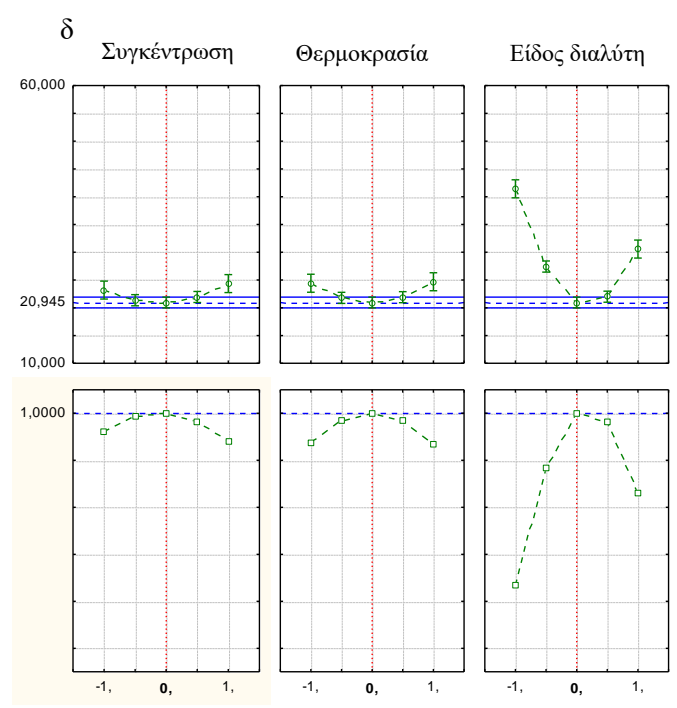 δ
Συγκέντρωση Θερμοκρασία Είδος διαλύτη
60,000
20,945
10,000
1,0000
-1, 0, 1, -1, 0, 1, -1, 0, 1,